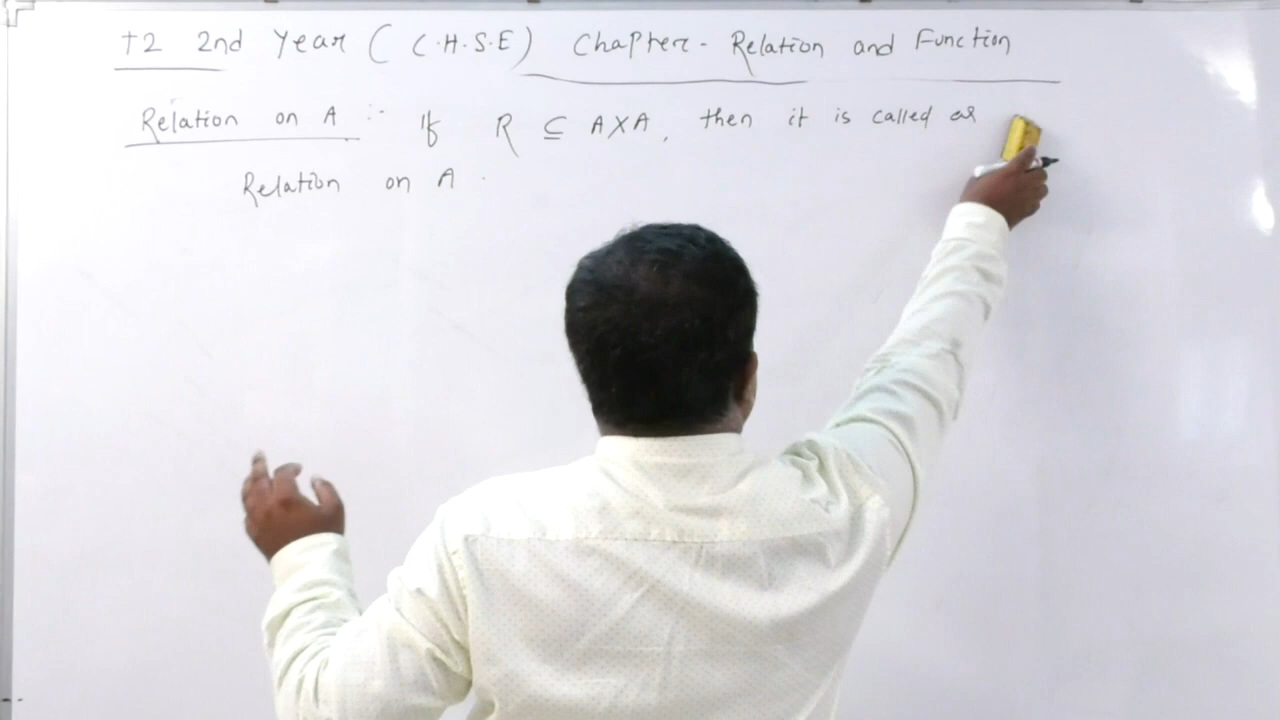 +2 2nd Year ( C.H.S.E ) Chapter - Relation and Function
Relation on A :- If R ⊆ A×A, then it is called as
Relation on A .